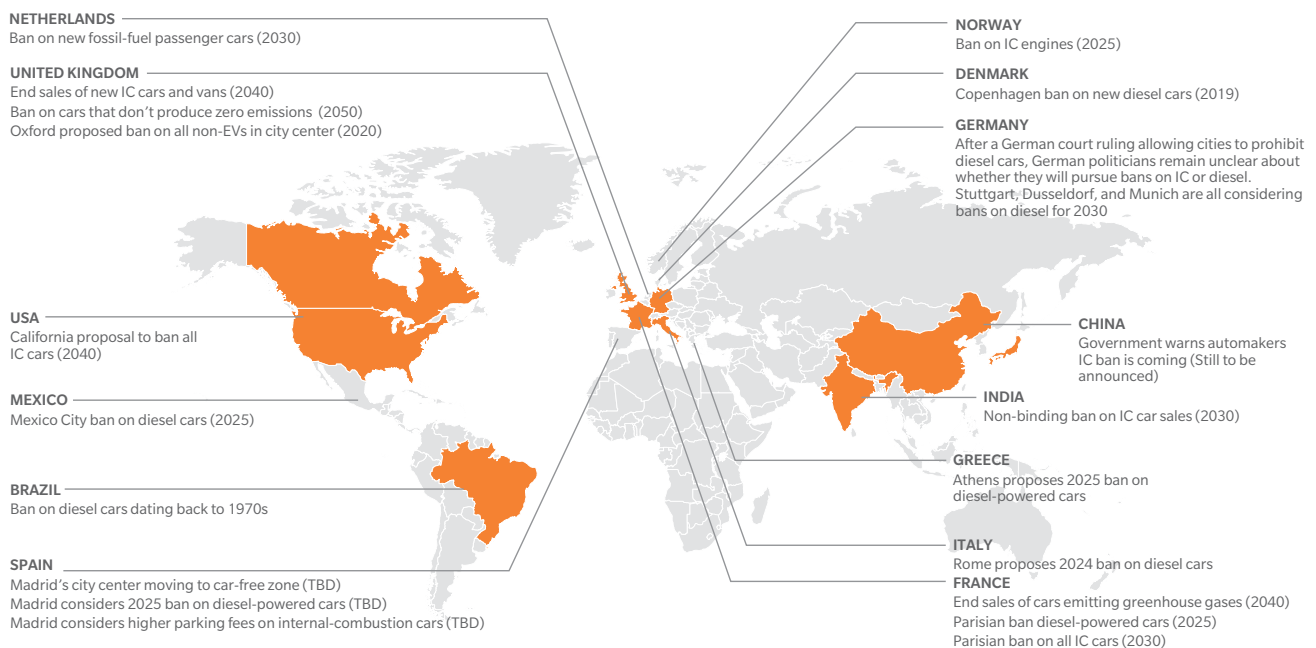 NETHERLANDS
Ban on new fossil-fuel passenger cars (2030)
UNITED KINGDOM
End sales of new IC cars and vans (2040)
Ban on cars that don't produce zero emissions (2050)
Oxford proposed ban on all non-EVs in city center (2020)
USA
California proposal to ban all
IC cars (2040)
MEXICO
Mexico City ban on diesel cars (2025)
BRAZIL
Ban on diesel cars dating back to 1970s
SPAIN
Madrid's city center moving to car-free zone (TBD)
Madrid considers 2025 ban on diesel-powered cars (TBD)
Madrid considers higher parking fees on internal-combustion cars (TBD)
NORWAY
Ban on IC engines (2025)
DENMARK
Copenhagen ban on new diesel cars (2019)
GERMANY
After a German court ruling allowing cities to prohibit
diesel cars, German politicians remain unclear about
whether they will pursue bans on IC or diesel.
Stuttgart, Dusseldorf, and Munich are all considering
bans on diesel for 2030
CHINA
Government warns automakers
IC ban is coming (Still to be
announced)
INDIA
Non-binding ban on IC car sales (2030)
GREECE
Athens proposes 2025 ban on
diesel-powered cars
ITALY
Rome proposes 2024 ban on diesel cars
FRANCE
End sales of cars emitting greenhouse gases (2040)
Parisian ban diesel-powered cars (2025)
Parisian ban on all IC cars (2030)